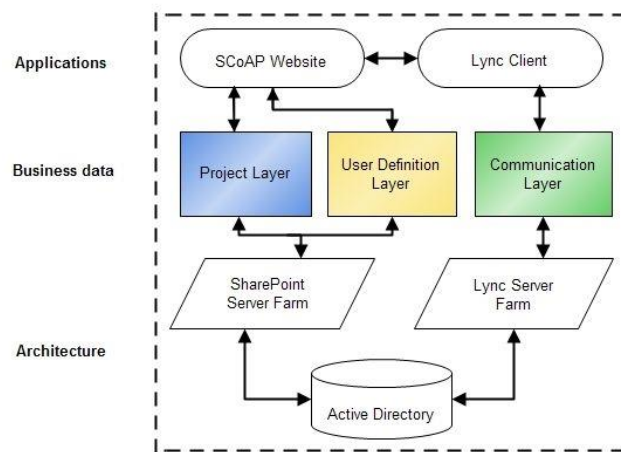 Applications
SCoAP Website
Lync Client
Business data
Project Layer
User Definition
Layer
Communication
Layer
SharePoint
Server Farm
Lync Server
Farm
Architecture
Active Directory